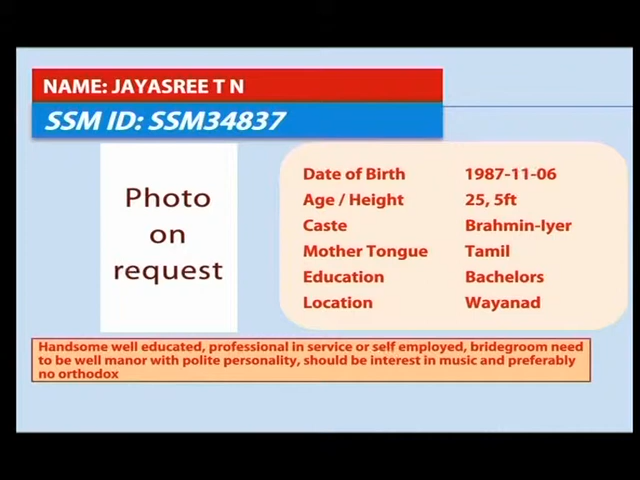 NAME: JAYASREE T N
SSM ID: SSM34837
Photo
on
request
Date of Birth 1987-11-06
Age / Height 25, 5ft
Caste Brahmin-Iyer
Mother Tongue Tamil
Education Bachelors
Location Wayanad
Handsome well educated, professional in service or self employed, bridegroom need
to be well manor with polite personality, should be interest in music and preferably
no orthodox